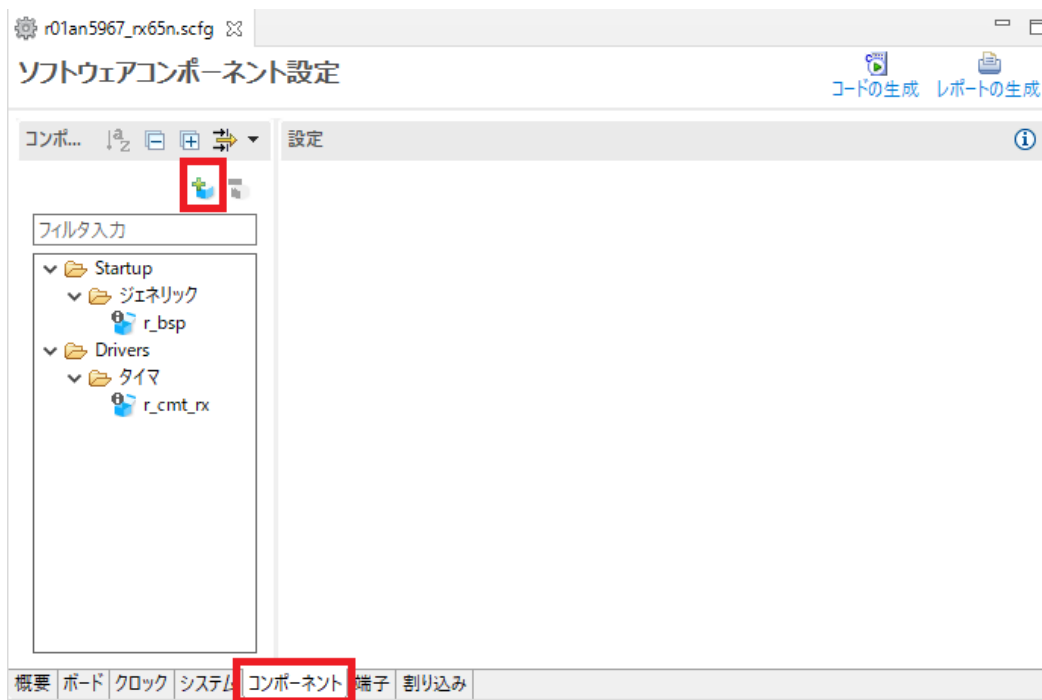 r01an5967_rx65n.scfg
ソフトウェアコンポーネント設定
コードの生成 レポートの生成
コンポ...
設定
フィルタ入力
Startup
ジェネリック
r_bsp
Drivers
タイマ
r_cmt_rx
概要 ボード クロック システム コンポーネント 端子 割り込み